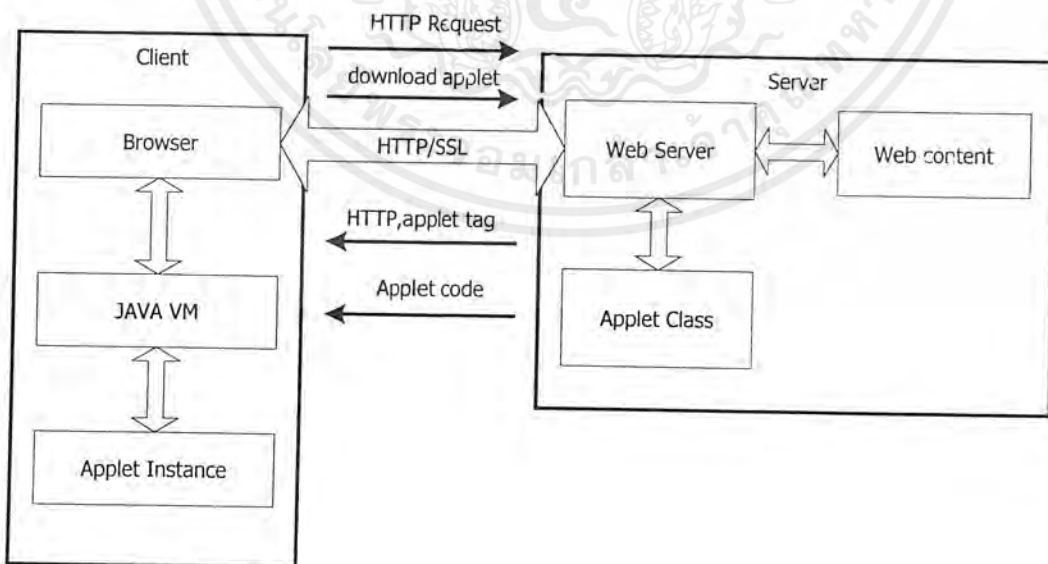 HTTP Request
Client
download applet
Server
Browser
HTTP/SSL
Web Server
Web content
HTTP,applet tag
JAVA VM
Applet code
Applet Class
Applet Instance